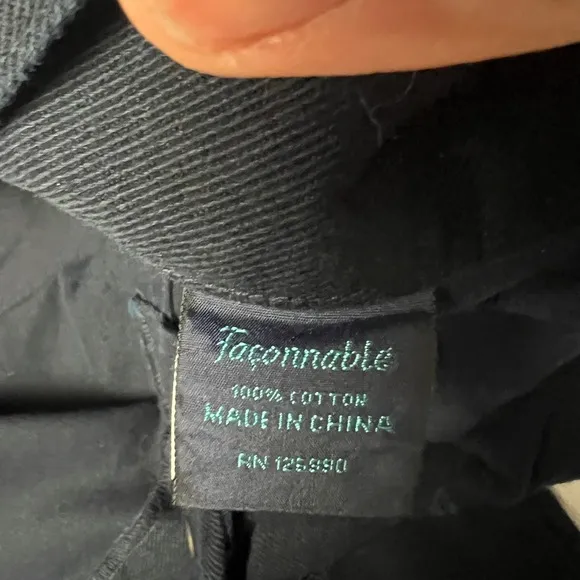 Façonnable
100% COTTON
MADE IN CHINA
RN 126990